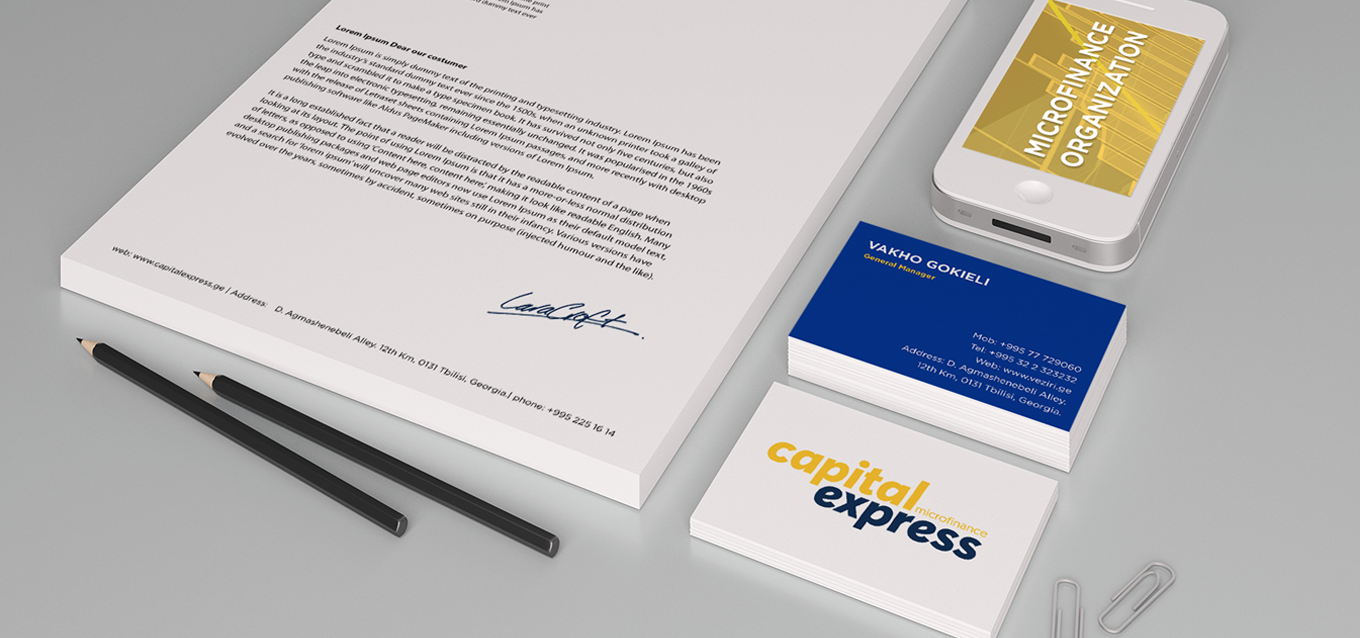 the print
psum has
dummy text ever
Lorem Ipsum Dear our costumer
Lorem Ipsum is simply dummy text of the printing and typesetting industry. Lorem Ipsum has been
the industry's standard dummy text ever since the 1500s, when an unknown printer took a galley of
type and scrambled it to make a type specimen book. It has survived not only five centuries, but also
the leap into electronic typesetting, remaining essentially unchanged. It was popularised in the 1960s
with the release of Letraset sheets containing Lorem Ipsum passages, and more recently with desktop
publishing software like Aldus PageMaker including versions of Lorem Ipsum.
It is a long established fact that a reader will be distracted by the readable content of a page when
looking at its layout. The point of using Lorem Ipsum is that it has a more-or-less normal distribution
of letters, as opposed to using 'Content here, content here', making it look like readable English. Many
desktop publishing packages and web page editors now use Lorem Ipsum as their default model text,
and a search for 'lorem ipsum' will uncover many web sites still in their infancy. Various versions have
evolved over the years, sometimes by accident, sometimes on purpose (injected humour and the like).
LaraCroft
web: www.capitalexpress.ge | Address: D. Agmashenebeli Alley. 12th Km, 0131 Tbilisi, Georgia.| phone: +995 225 16 14
MICROFINANCE
ORGANIZATION
VAKHO GOKIELI
General Manager
Mob: +995 77 729060
Tel: +995 32 2 323232
Web: www.veziri.ge
Address: D. Agmashenebeli Alley.
12th Km, 0131 Tbilisi, Georgia.
capital
microfinance
express